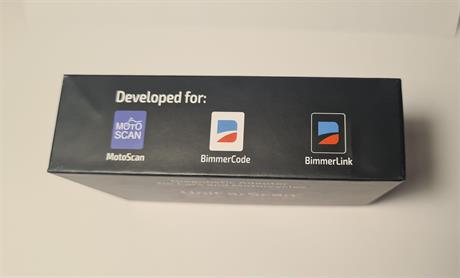 Developed for:
MOTO
SCAN
MotoScan
BimmerCode
BimmerLink